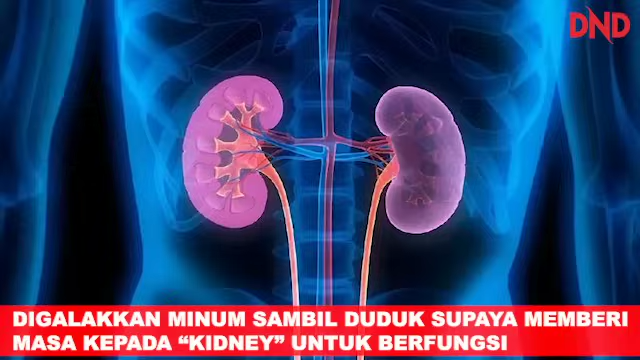 DND
DIGALAKKAN MINUM SAMBIL DUDUK SUPAYA MEMBERI
MASA KEPADA “KIDNEY” UNTUK BERFUNGSI